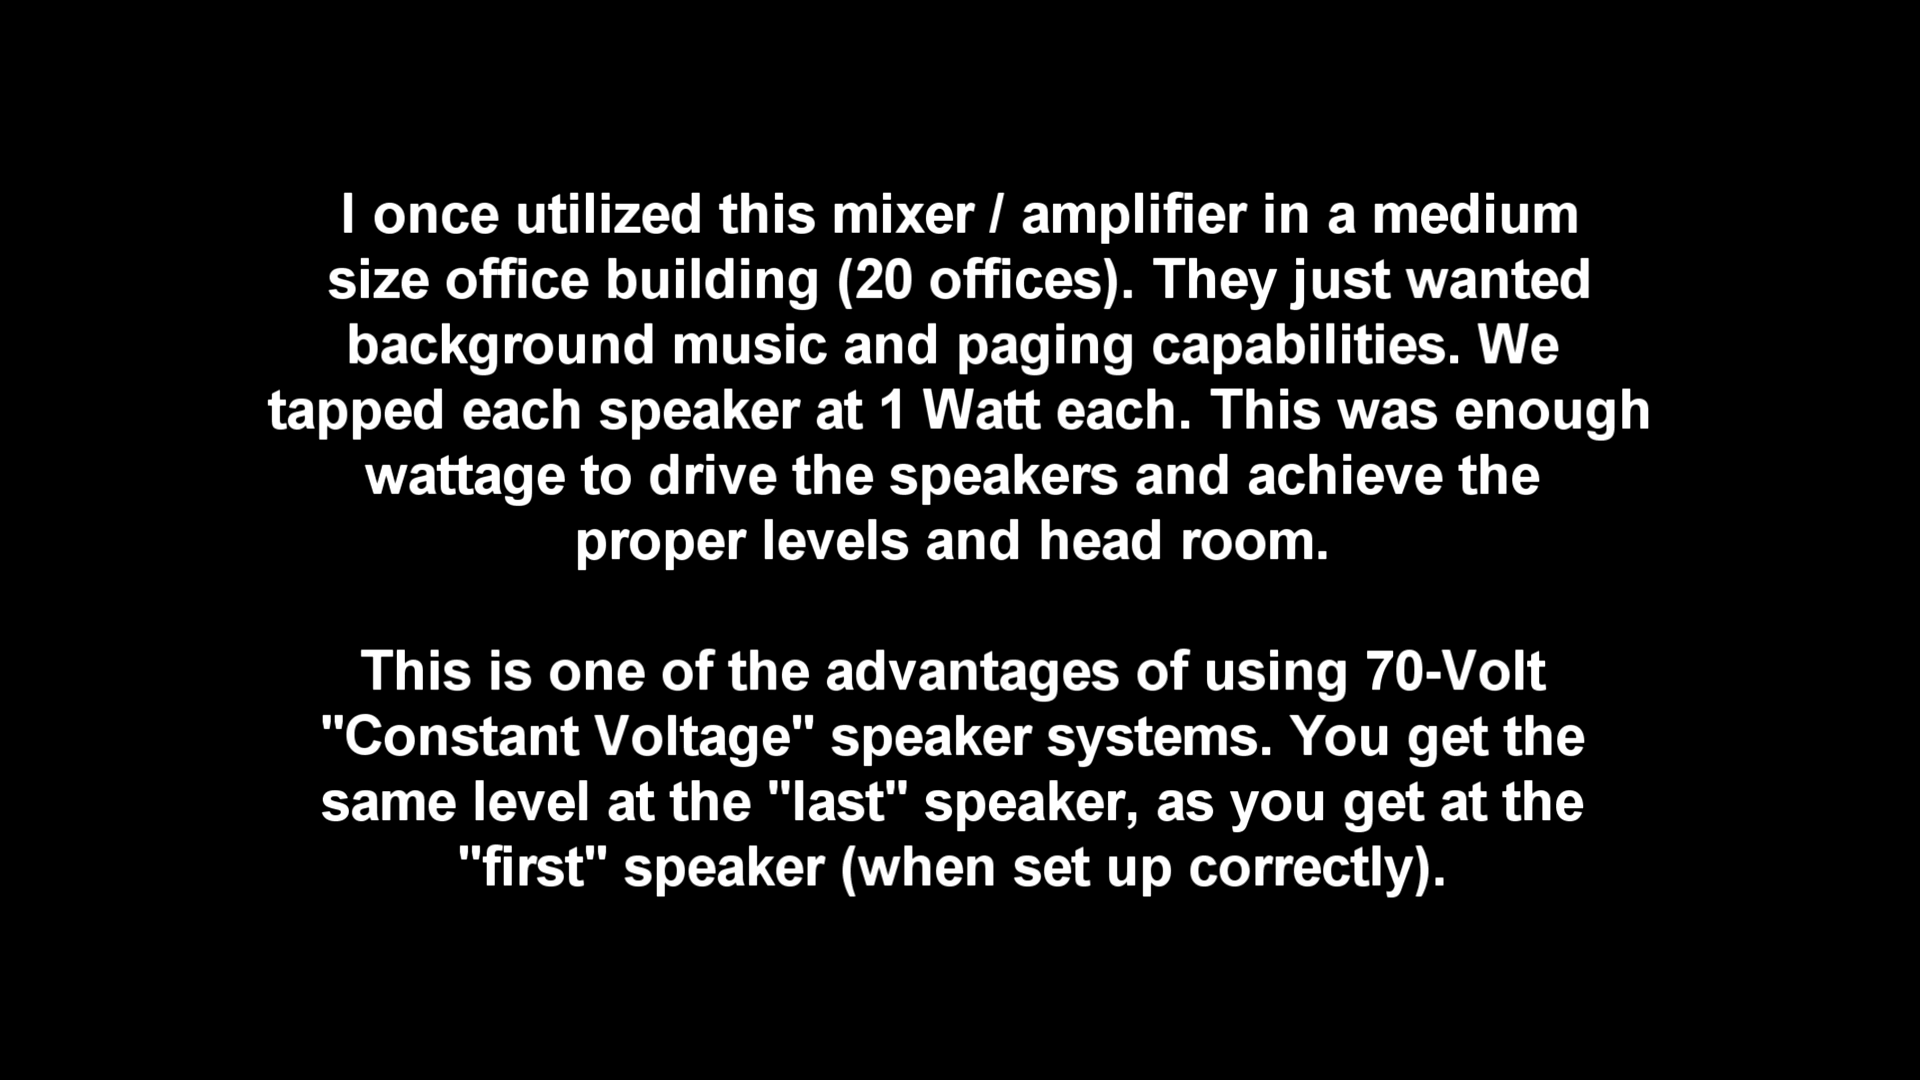 I once utilized this mixer / amplifier in a medium
size office building (20 offices). They just wanted
background music and paging capabilities. We
tapped each speaker at 1 Watt each. This was enough
wattage to drive the speakers and achieve the
proper levels and head room.
This is one of the advantages of using 70-Volt
"Constant Voltage" speaker systems. You get the
same level at the "last" speaker, as you get at the
"first" speaker (when set up correctly).